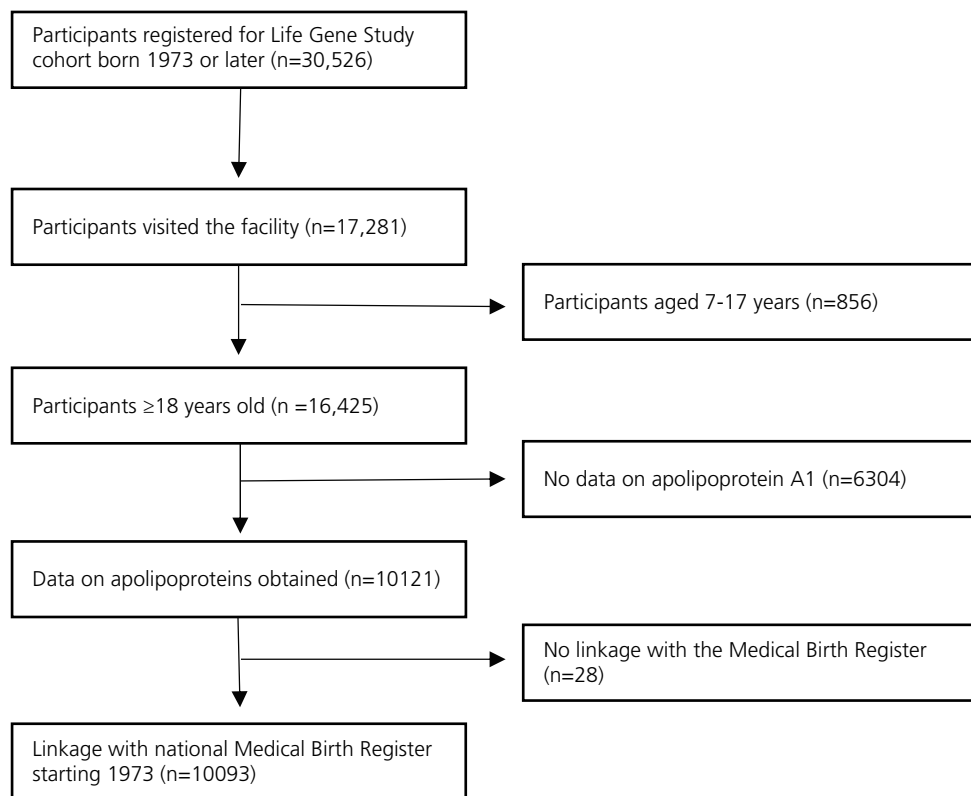 Participants registered for Life Gene Study
cohort born 1973 or later (n=30,526)
Participants visited the facility (n=17,281)
Participants aged 7-17 years (n=856)
Participants ≥18 years old (n =16,425)
No data on apolipoprotein A1 (n=6304)
Data on apolipoproteins obtained (n=10121)
No linkage with the Medical Birth Register
(n=28)
Linkage with national Medical Birth Register
starting 1973 (n=10093)